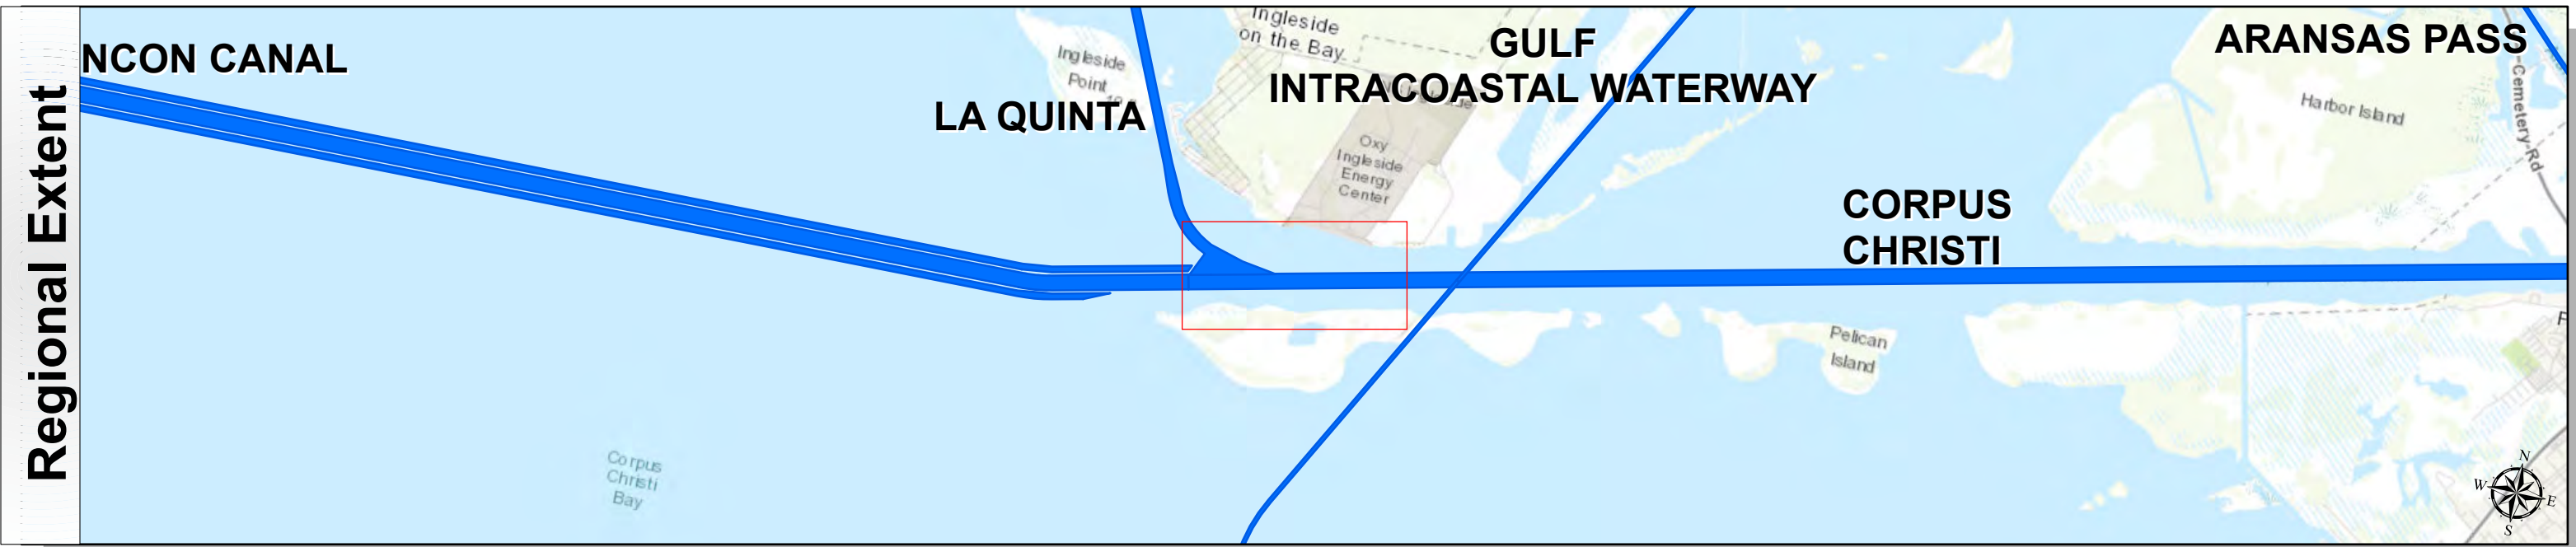 Regional Extent
NCON CANAL
LA QUINTA
Ingleside
Point
Ingleside
on the Bay
GULF
INTRACOASTAL WATERWAY
Oxy
Ingleside
Energy
Center
CORPUS
CHRISTI
ARANSAS PASS
Harbor Island
Cemetery-Rd
Pelican
Island
Corpus
Christi
Bay
N
W
E
S
F